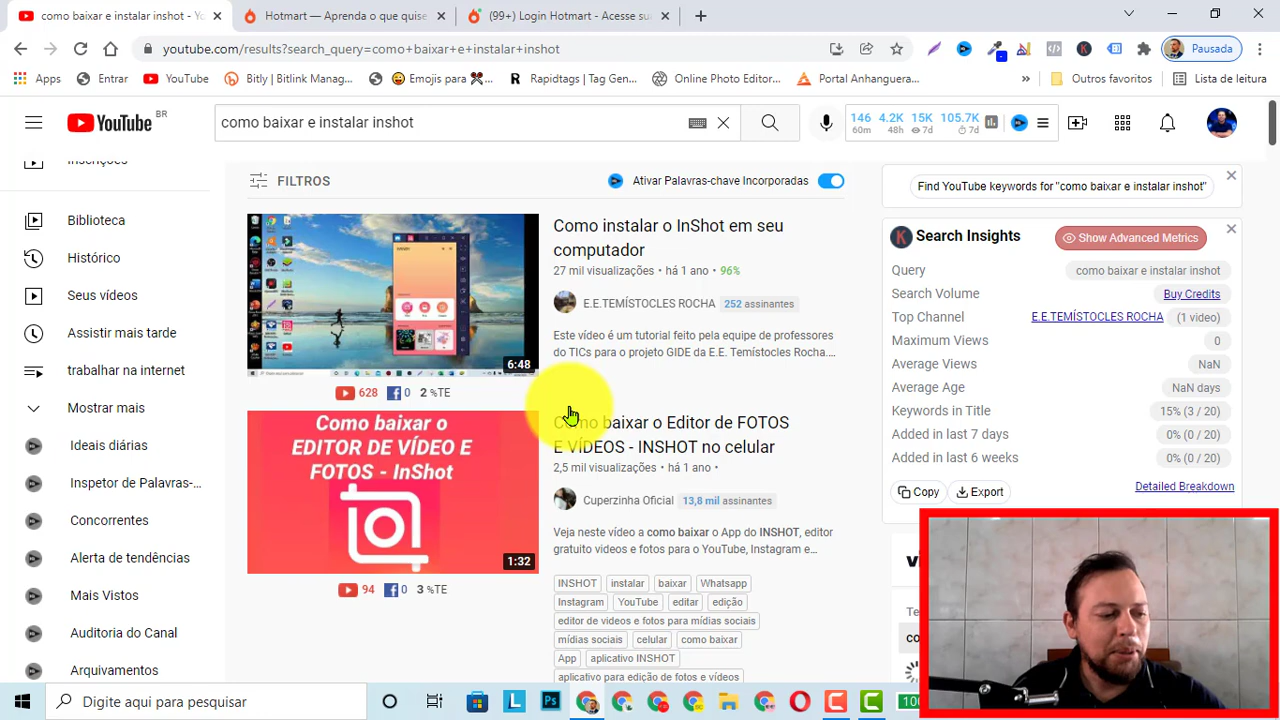 como baixar e instalar inshot - Yo
Hotmart — Aprenda o que quise
(99+) Login Hotmart - Acesse sua
youtube.com/results?search_query=como+baixar+e+instalar+inshot
Pausada
Apps
Entrar
YouTube
Bitly | Bitlink Manag...
Emojis para
Rapidtags | Tag Gen...
Online Photo Editor...
Portal Anhanguera...
»
Outros favoritos
Lista de leitura
YouTube BR
como baixar e instalar inshot
146 4.2K 15K 105.7K
60m 48h 7d 7d
Inscrições
Biblioteca
Histórico
Seus vídeos
Assistir mais tarde
trabalhar na internet
Mostrar mais
Ideais diárias
Inspetor de Palavras-...
Concorrentes
Alerta de tendências
Mais Vistos
Auditoria do Canal
Arquivamentos
FILTROS
Ativar Palavras-chave Incorporadas
6:48
628 0 2 %TE
Como instalar o InShot em seu
computador
27 mil visualizações • há 1 ano • 96%
E.E.TEMÍSTOCLES ROCHA 252 assinantes
Este vídeo é um tutorial feito pela equipe de professores
do TICs para o projeto GIDE da E.E. Temístocles Rocha....
Como baixar o
EDITOR DE VÍDEO E
FOTOS - InShot
1:32
94 0 3 %TE
Como baixar o Editor de FOTOS
E VÍDEOS - INSHOT no celular
2,5 mil visualizações • há 1 ano •
Cuperzinha Oficial 13,8 mil assinantes
Veja neste vídeo a como baixar o App do INSHOT, editor
gratuito videos e fotos para o YouTube, Instagram e...
INSHOT instalar baixar Whatsapp
Instagram YouTube editar edição
editor de videos e fotos para mídias sociais
mídias sociais celular como baixar
App aplicativo INSHOT
aplicativo para edição de fotos e vídeos
Find YouTube keywords for "como baixar e instalar inshot"
K Search Insights
Show Advanced Metrics
Query como baixar e instalar inshot
Search Volume Buy Credits
Top Channel E.E.TEMÍSTOCLES ROCHA (1 video)
Maximum Views 0
Average Views NaN
Average Age NaN days
Keywords in Title 15% (3 / 20)
Added in last 7 days 0% (0 / 20)
Added in last 6 weeks 0% (0 / 20)
Copy
Export
Detailed Breakdown
Digite aqui para pesquisar
L
Ps